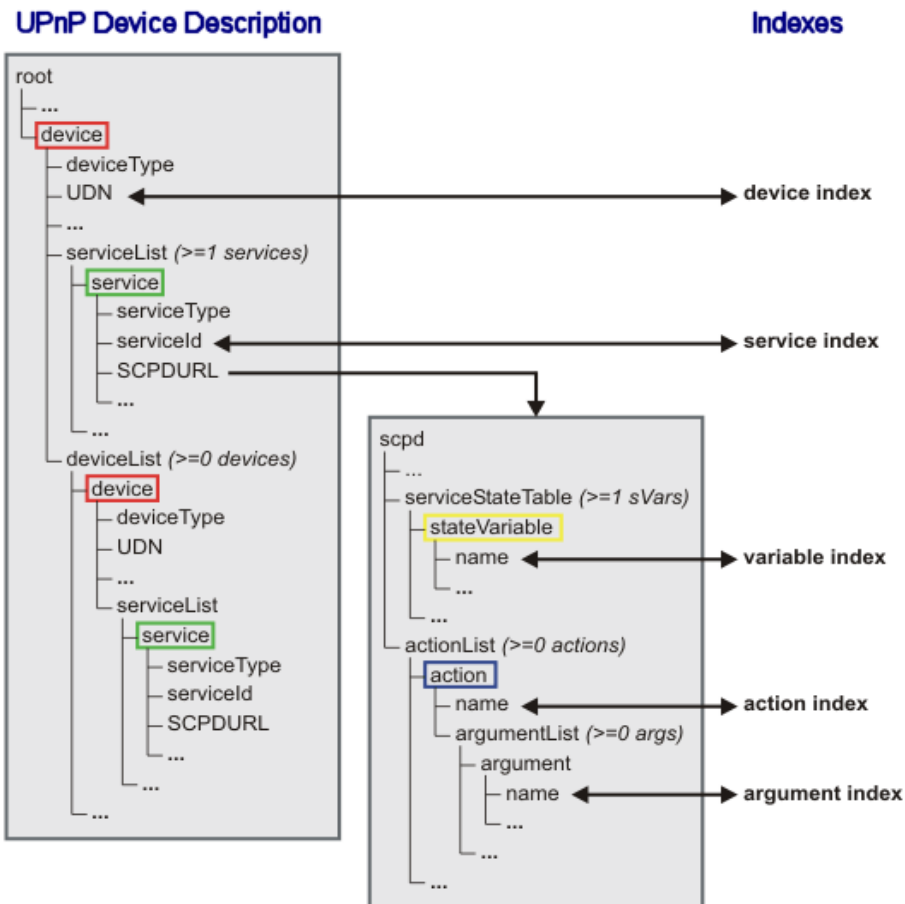 UPnP Device Description
Indexes
root
...
device
deviceType
UDN
device index
...
serviceList (>=1 services)
service
serviceType
serviceId
service index
SCPDURL
...
...
deviceList (>=0 devices)
device
deviceType
UDN
...
serviceList
service
serviceType
serviceId
SCPDURL
...
...
...
scpd
...
serviceStateTable (>=1 sVars)
stateVariable
name
variable index
...
...
actionList (>=0 actions)
action
name
action index
argumentList (>=0 args)
argument
name
argument index
...
...
...